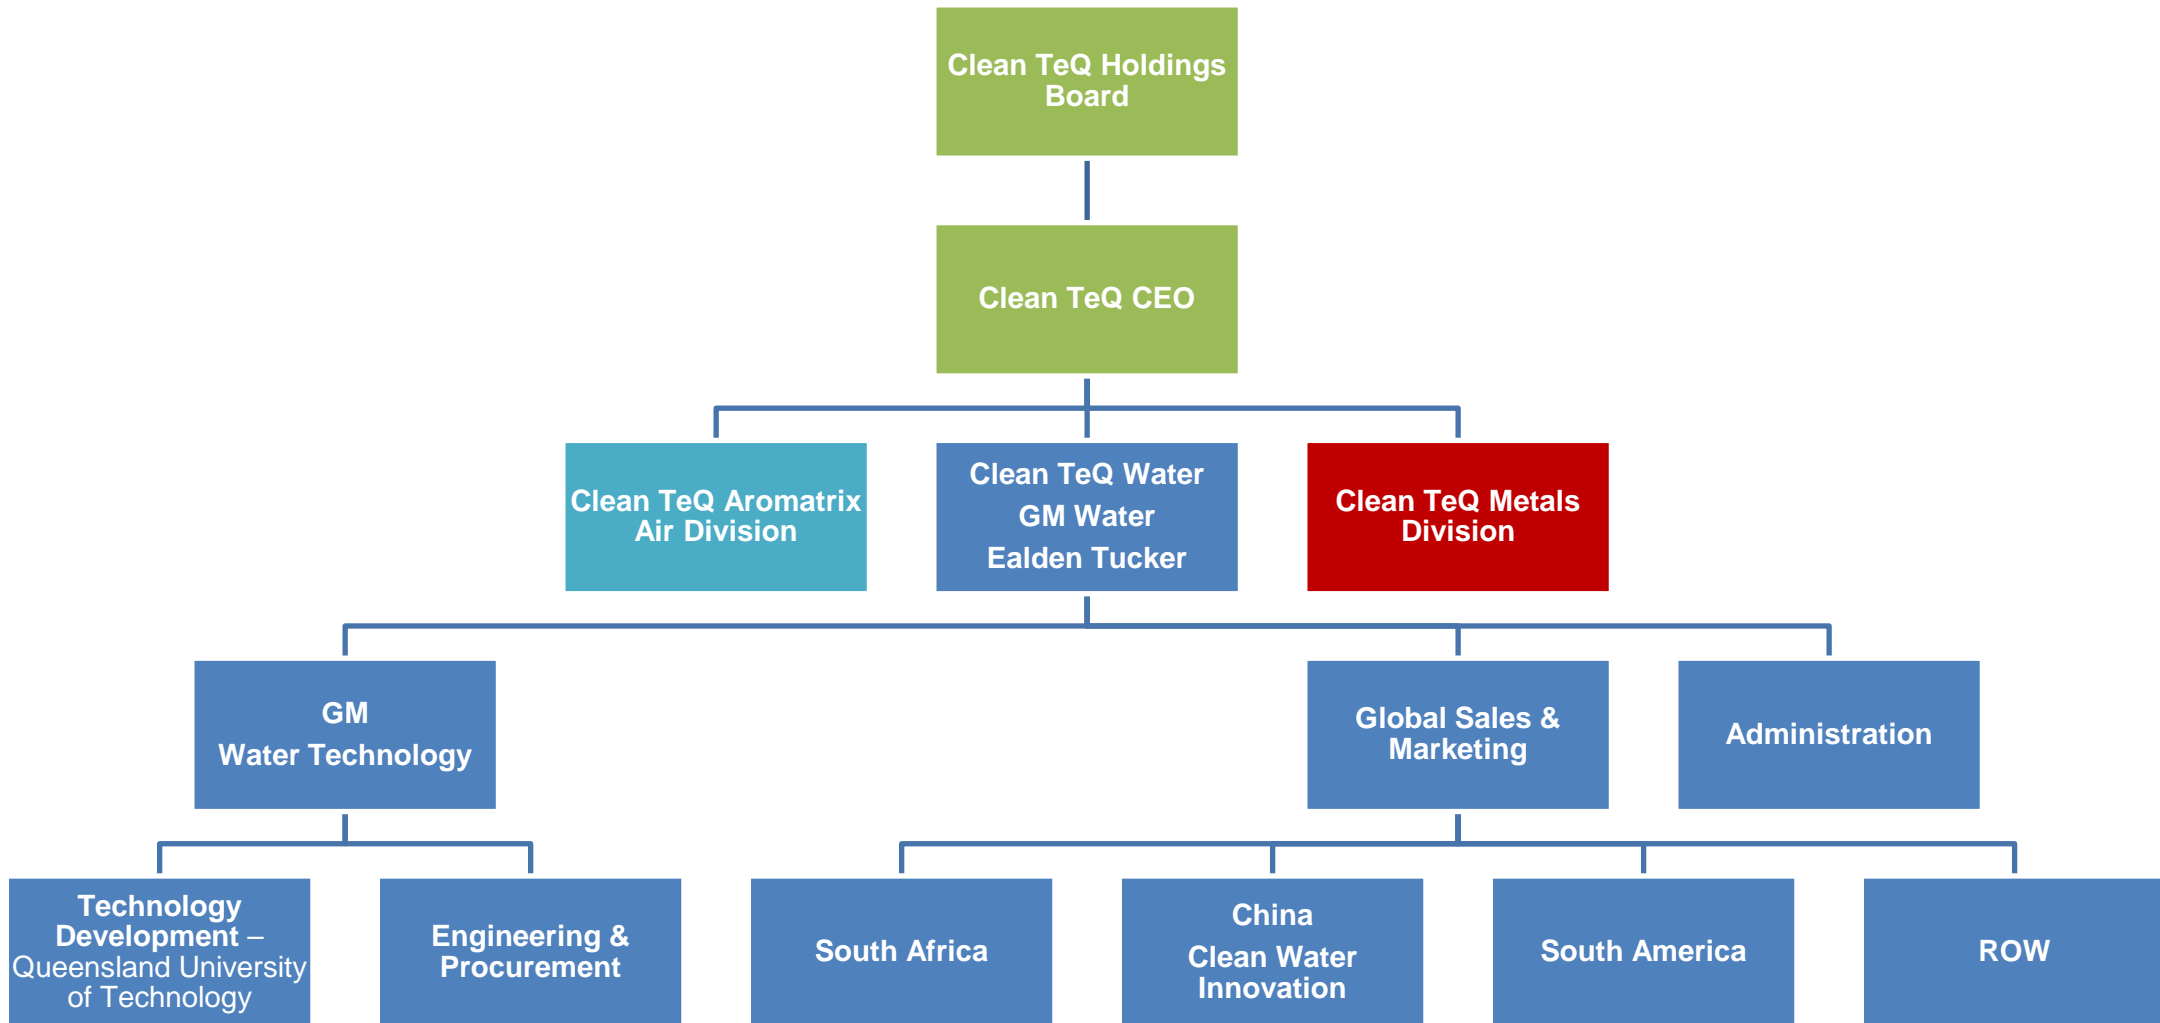 Clean TeQ Holdings
Board
Clean TeQ CEO
Clean TeQ Aromatrix
Air Division
Clean TeQ Water
GM Water
Ealden Tucker
Clean TeQ Metals
Division
GM
Water Technology
Global Sales &
Marketing
Administration
Technology
Development –
Queensland University
of Technology
Engineering &
Procurement
South Africa
China
Clean Water
Innovation
South America
ROW